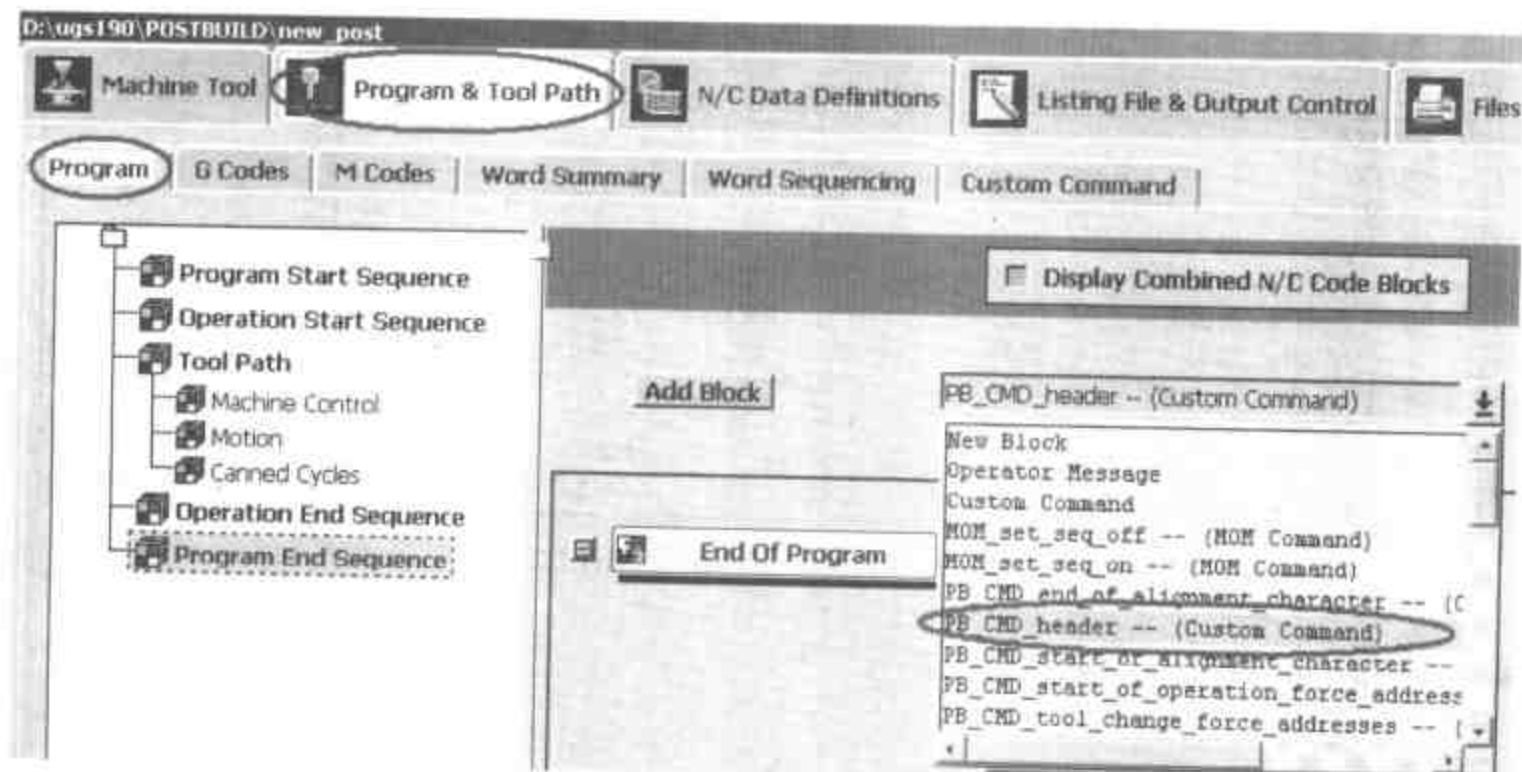 D:\ugs190\POSTBUILD\new_post
Machine Tool
Program & Tool Path
N/C Data Definitions
Listing File & Output Control
Files
Program
G Codes
M Codes
Word Summary
Word Sequencing
Custom Command
Program Start Sequence
Operation Start Sequence
Tool Path
Machine Control
Motion
Canned Cycles
Operation End Sequence
Program End Sequence
Display Combined N/C Code Blocks
Add Block
PB_CMD_header -- (Custom Command)
New Block
Operator Message
Custom Command
MOM_set_seq_off -- (MOM Command)
MOM_set_seq_on -- (MOM Command)
PB_CMD_end_of_alignment_character -- (C
PB_CMD_header -- (Custom Command)
PB_CMD_start_of_alignment_character --
PB_CMD_start_of_operation_force_address
PB_CMD_tool_change_force_addresses -- (
End Of Program